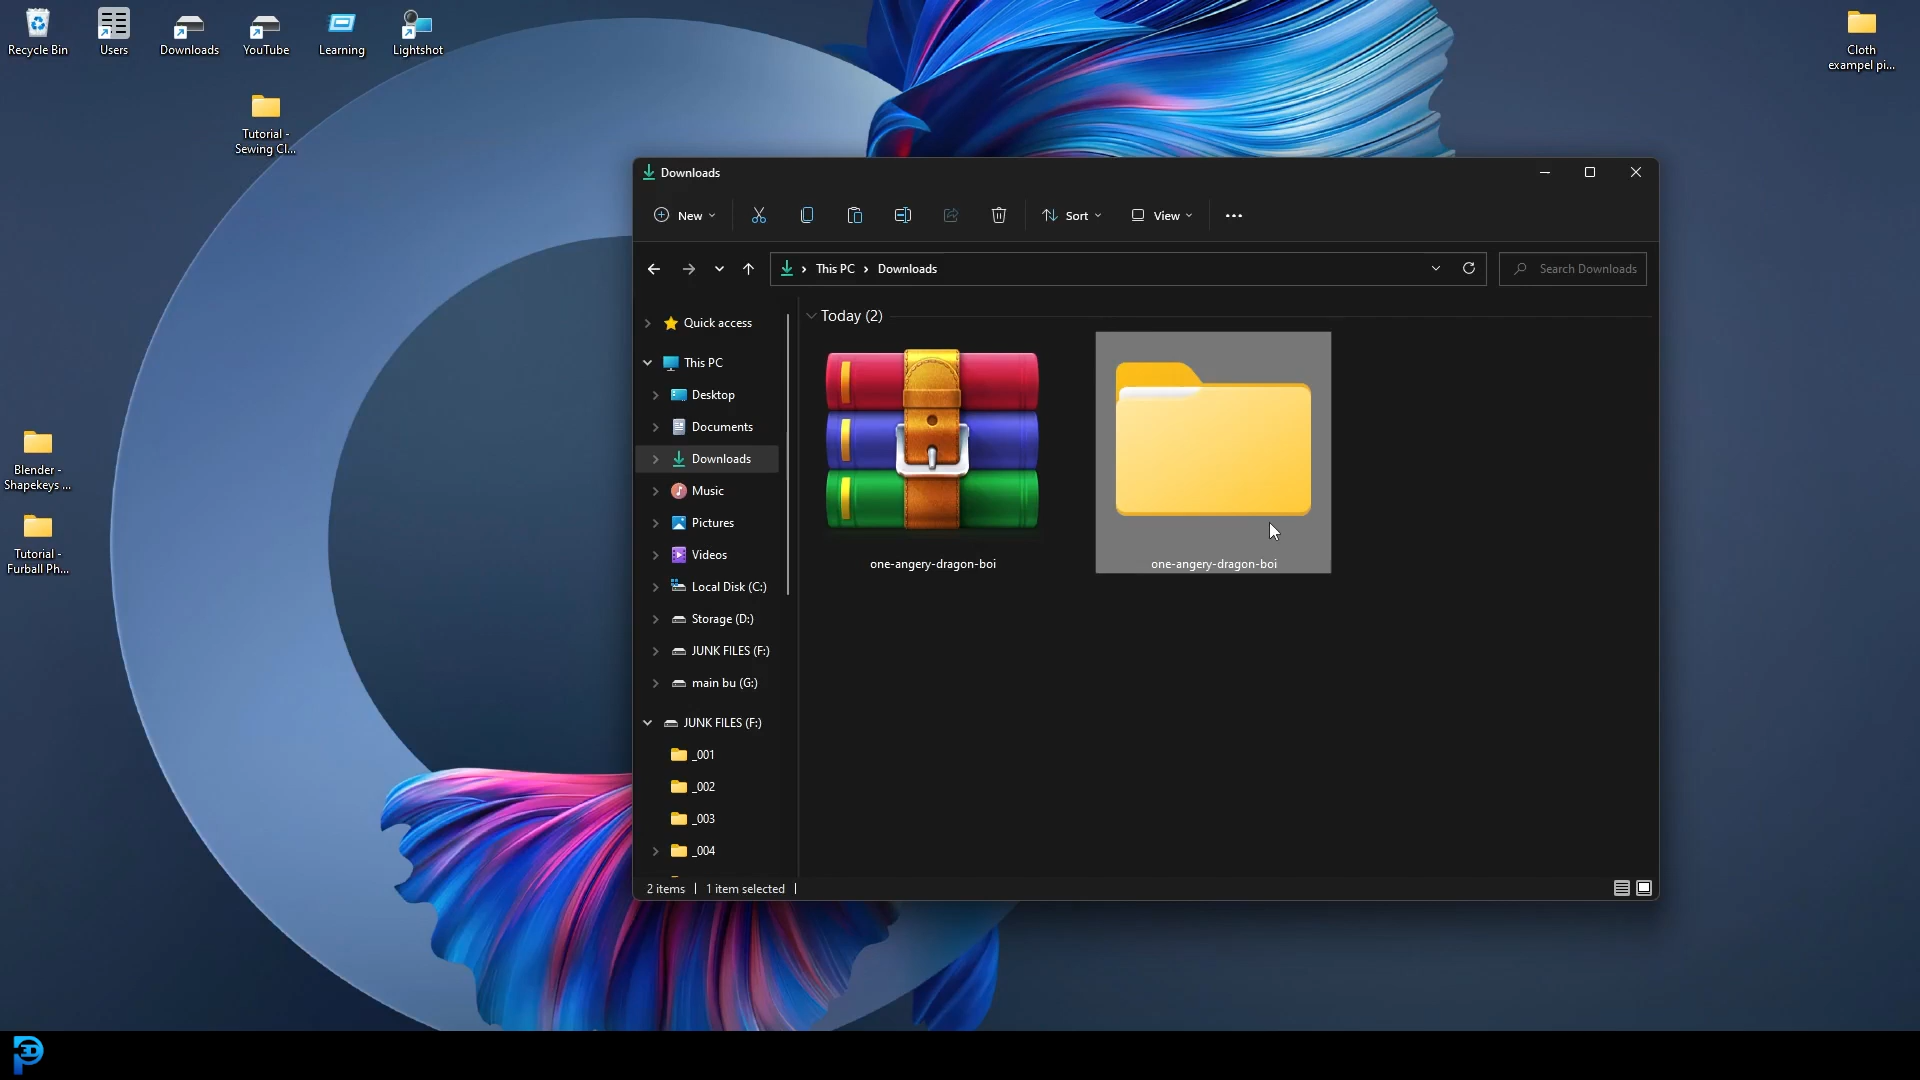 Recycle Bin
Users
Downloads
YouTube
Learning
Lightshot
Cloth
exampel pi...
Tutorial -
Sewing Cl...
Blender -
Shapekeys ...
Tutorial -
Furball Ph...
Downloads
New
Sort
View
This PC
Downloads
Search Downloads
Quick access
This PC
Desktop
Documents
Downloads
Music
Pictures
Videos
Local Disk (C:)
Storage (D:)
JUNK FILES (F:)
main bu (G:)
JUNK FILES (F:)
_001
_002
_003
_004
Today (2)
one-angery-dragon-boi
one-angery-dragon-boi
2 items
1 item selected
3D